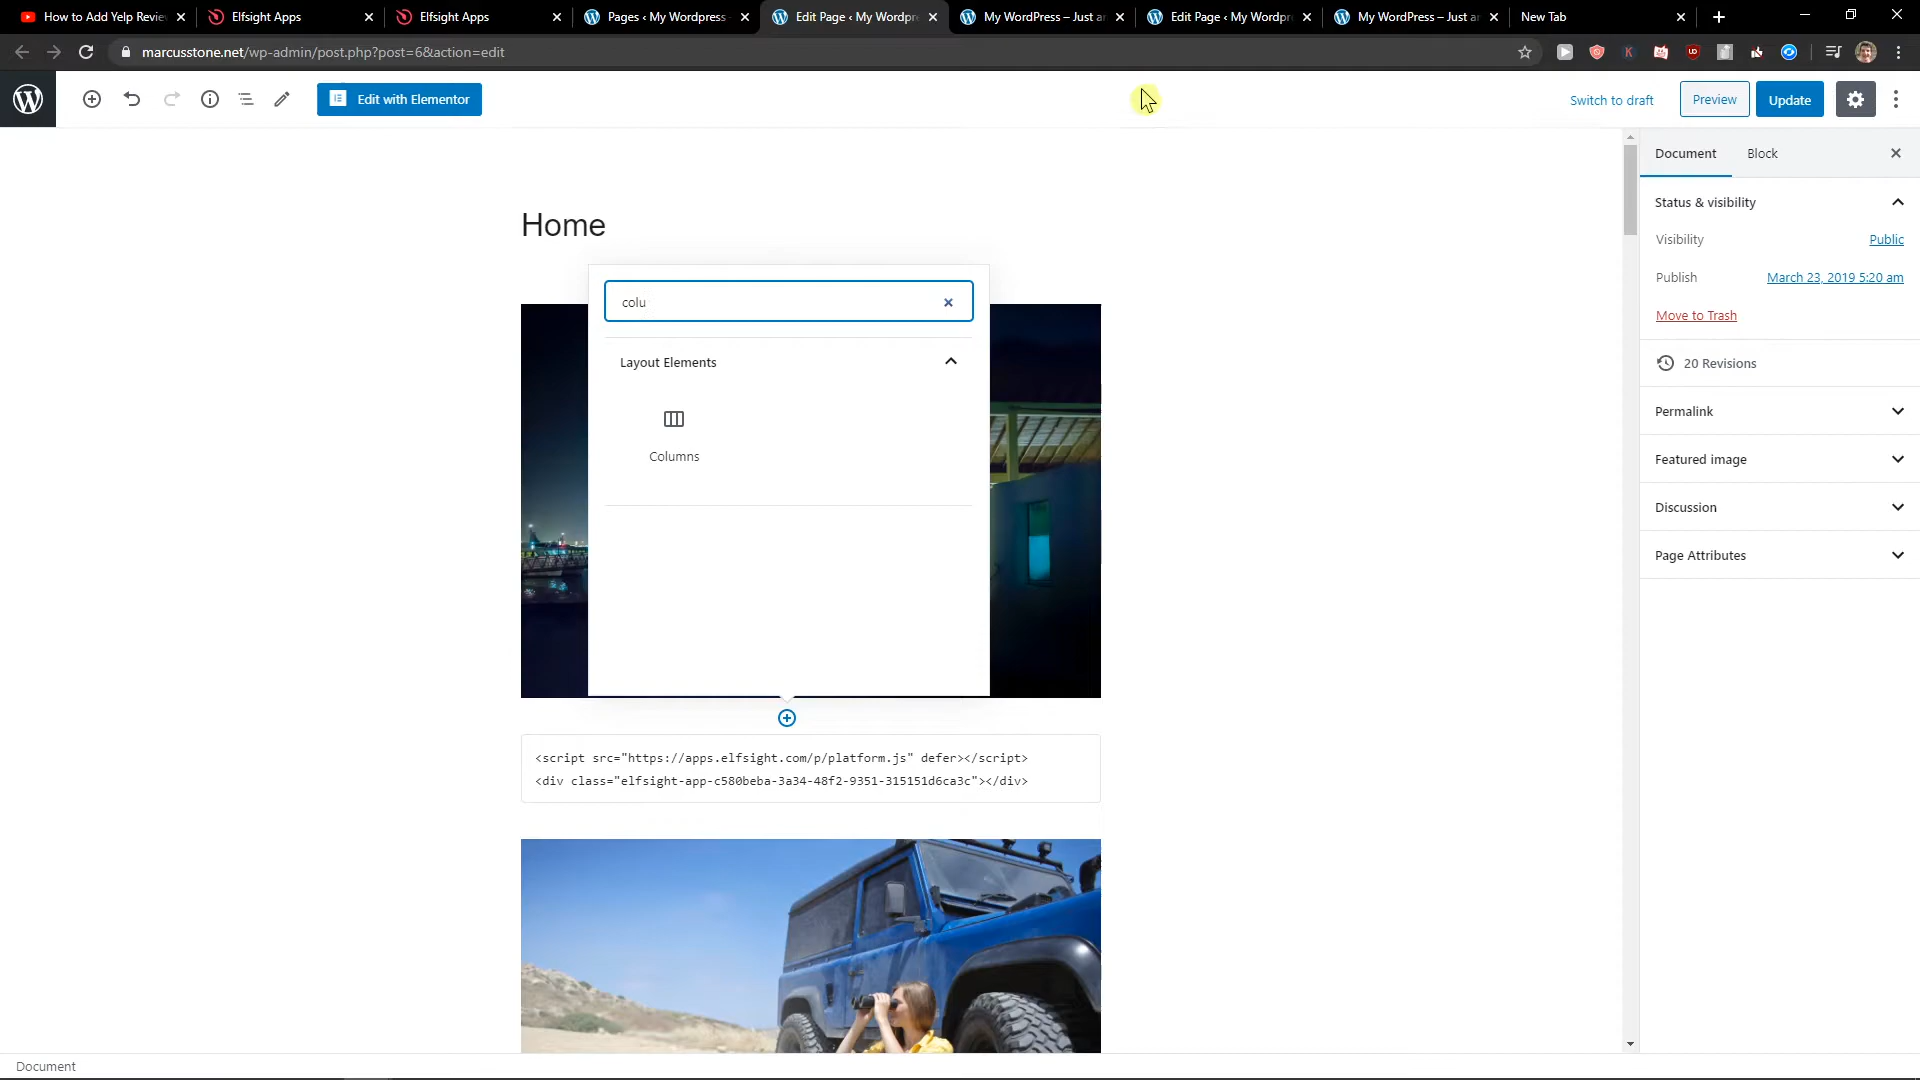 How to Add Yelp Revie
Elfsight Apps
Elfsight Apps
Pages ‹ My Wordpress
Edit Page ‹ My Wordpr
My WordPress – Just a
Edit Page ‹ My Wordpr
My WordPress – Just a
New Tab
marcusstone.net/wp-admin/post.php?post=6&action=edit
Edit with Elementor
Switch to draft
Preview
Update
Document
Block
Status & visibility
Visibility
Public
Publish
March 23, 2019 5:20 am
Move to Trash
20 Revisions
Permalink
Featured image
Discussion
Page Attributes
Home
colu
Layout Elements
Columns
<script src="https://apps.elfsight.com/p/platform.js" defer></script>
<div class="elfsight-app-c580beba-3a34-48f2-9351-315151d6ca3c"></div>
Document